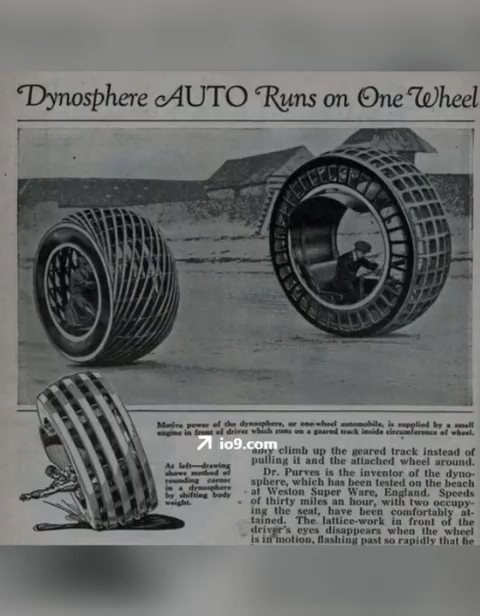 Dynosphere AUTO Runs on One Wheel
Motive power of the dynosphere, or one-wheel automobile, is supplied by a small
engine in front of driver which runs on a geared track inside circumference of wheel.
io9.com
As left—drawing
shows method of
rounding corner
in a dynosphere
by shifting body
weight.
ably climb up the geared track instead of
pulling it and the attached wheel around.
Dr. Purves is the inventor of the dyno-
sphere, which has been tested on the beach
at Weston Super Ware, England. Speeds
of thirty miles an hour, with two occupy-
ing the seat, have been comfortably at-
tained. The lattice-work in front of the
driver's eyes disappears when the wheel
is in motion, flashing past so rapidly that he